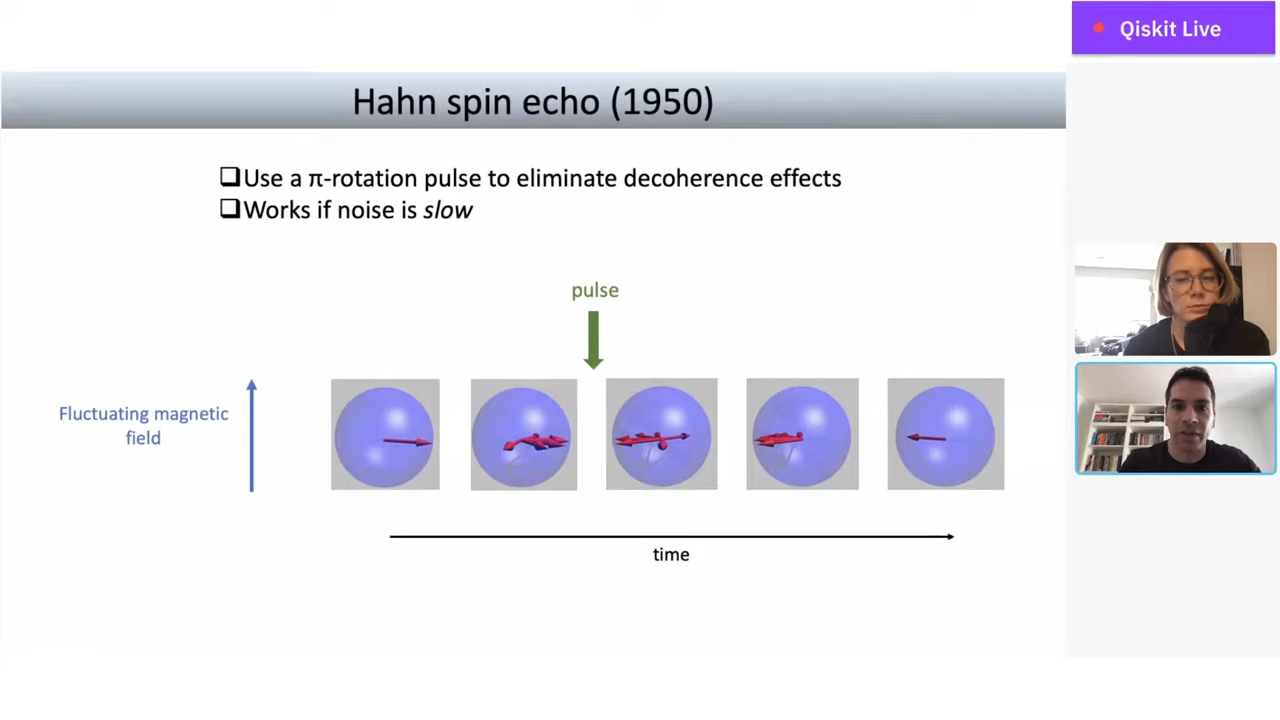 Qiskit Live
Hahn spin echo (1950)
❑Use a π-rotation pulse to eliminate decoherence effects
❑Works if noise is slow
pulse
Fluctuating magnetic
field
time